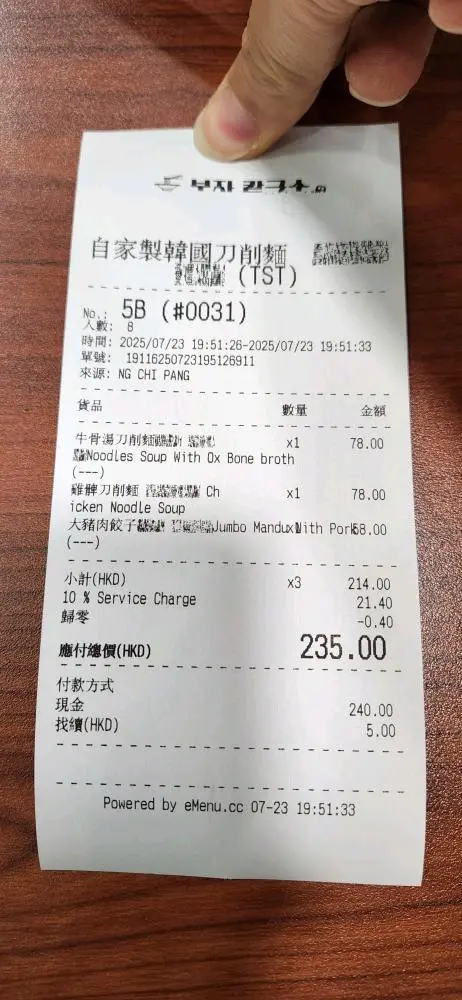 부자 칼국수
自家製韓國刀削麵
(TST)
No.: 5B (#0031)
人數: 8
時間: 2025/07/23 19:51:26-2025/07/23 19:51:33
單號: 19116250723195126911
來源: NG CHI PANG
貨品 數量 金額
牛骨湯刀削麵 x1 78.00
Noodles Soup With Ox Bone broth
(---)
雞髀刀削麵 Ch x1 78.00
icken Noodle Soup
大豬肉餃子 Jumbo Mandu With Pork 58.00
(---)
小計(HKD) x3 214.00
10 % Service Charge 21.40
歸零 -0.40
應付總價(HKD) 235.00
付款方式
現金 240.00
找續(HKD) 5.00
Powered by eMenu.cc 07-23 19:51:33